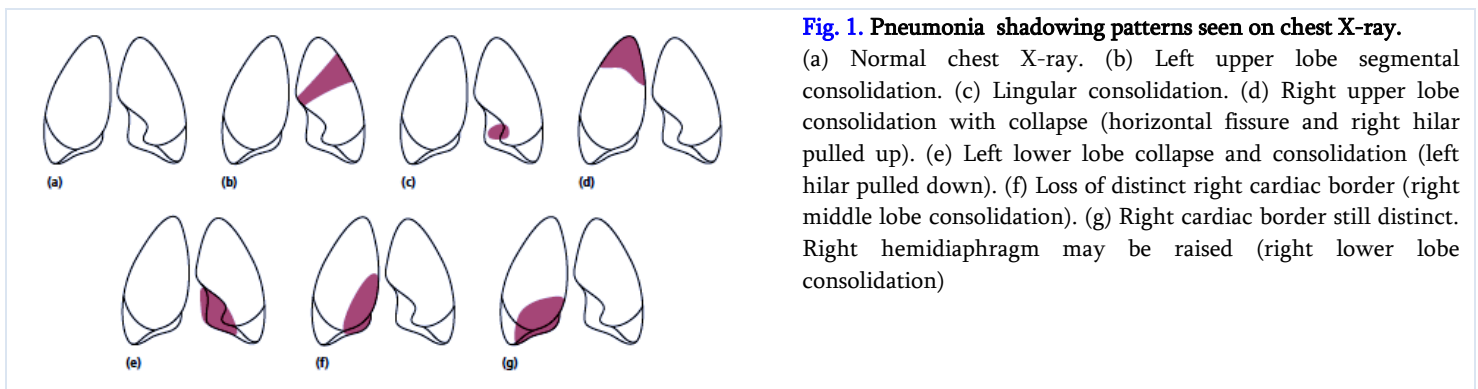 Fig. 1. Pneumonia shadowing patterns seen on chest X-ray.
(a) Normal chest X-ray. (b) Left upper lobe segmental
consolidation. (c) Lingular consolidation. (d) Right upper lobe
consolidation with collapse (horizontal fissure and right hilar
pulled up). (e) Left lower lobe collapse and consolidation (left
hilar pulled down). (f) Loss of distinct right cardiac border (right
middle lobe consolidation). (g) Right cardiac border still distinct.
Right hemidiaphragm may be raised (right lower lobe
consolidation)
(a) (b) (c) (d)
(e) (f) (g)